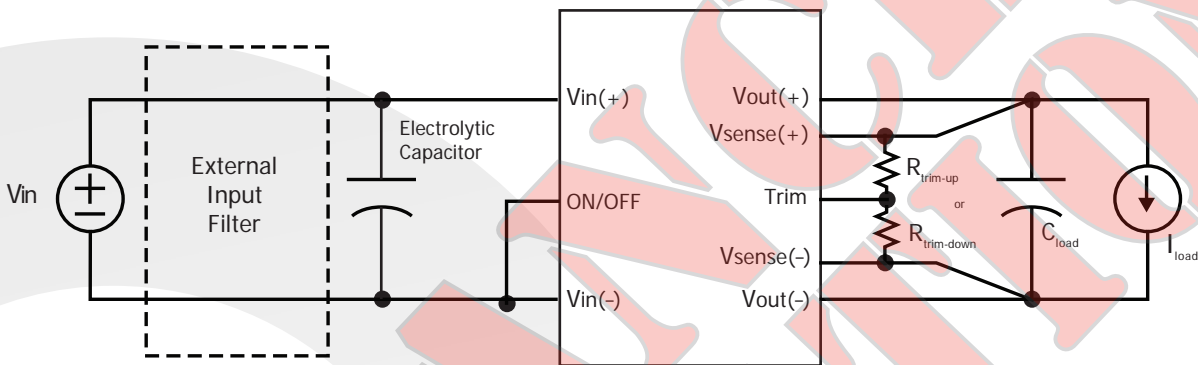 Vin
External
Input
Filter
Electrolytic
Capacitor
Vin(+)
ON/OFF
Vin(–)
Vout(+)
Vsense(+)
Trim
Vsense(–)
Vout(–)
Rtrim-up
or
Rtrim-down
Cload
Iload